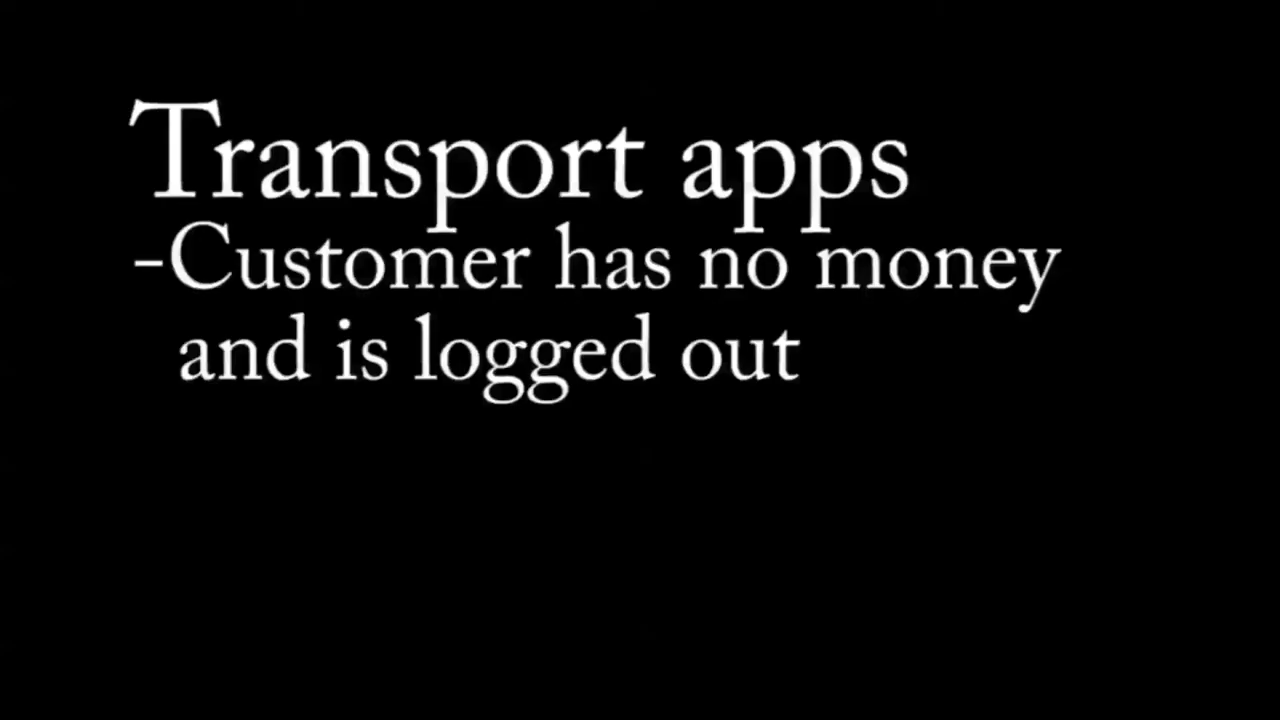 Transport apps
-Customer has no money
and is logged out